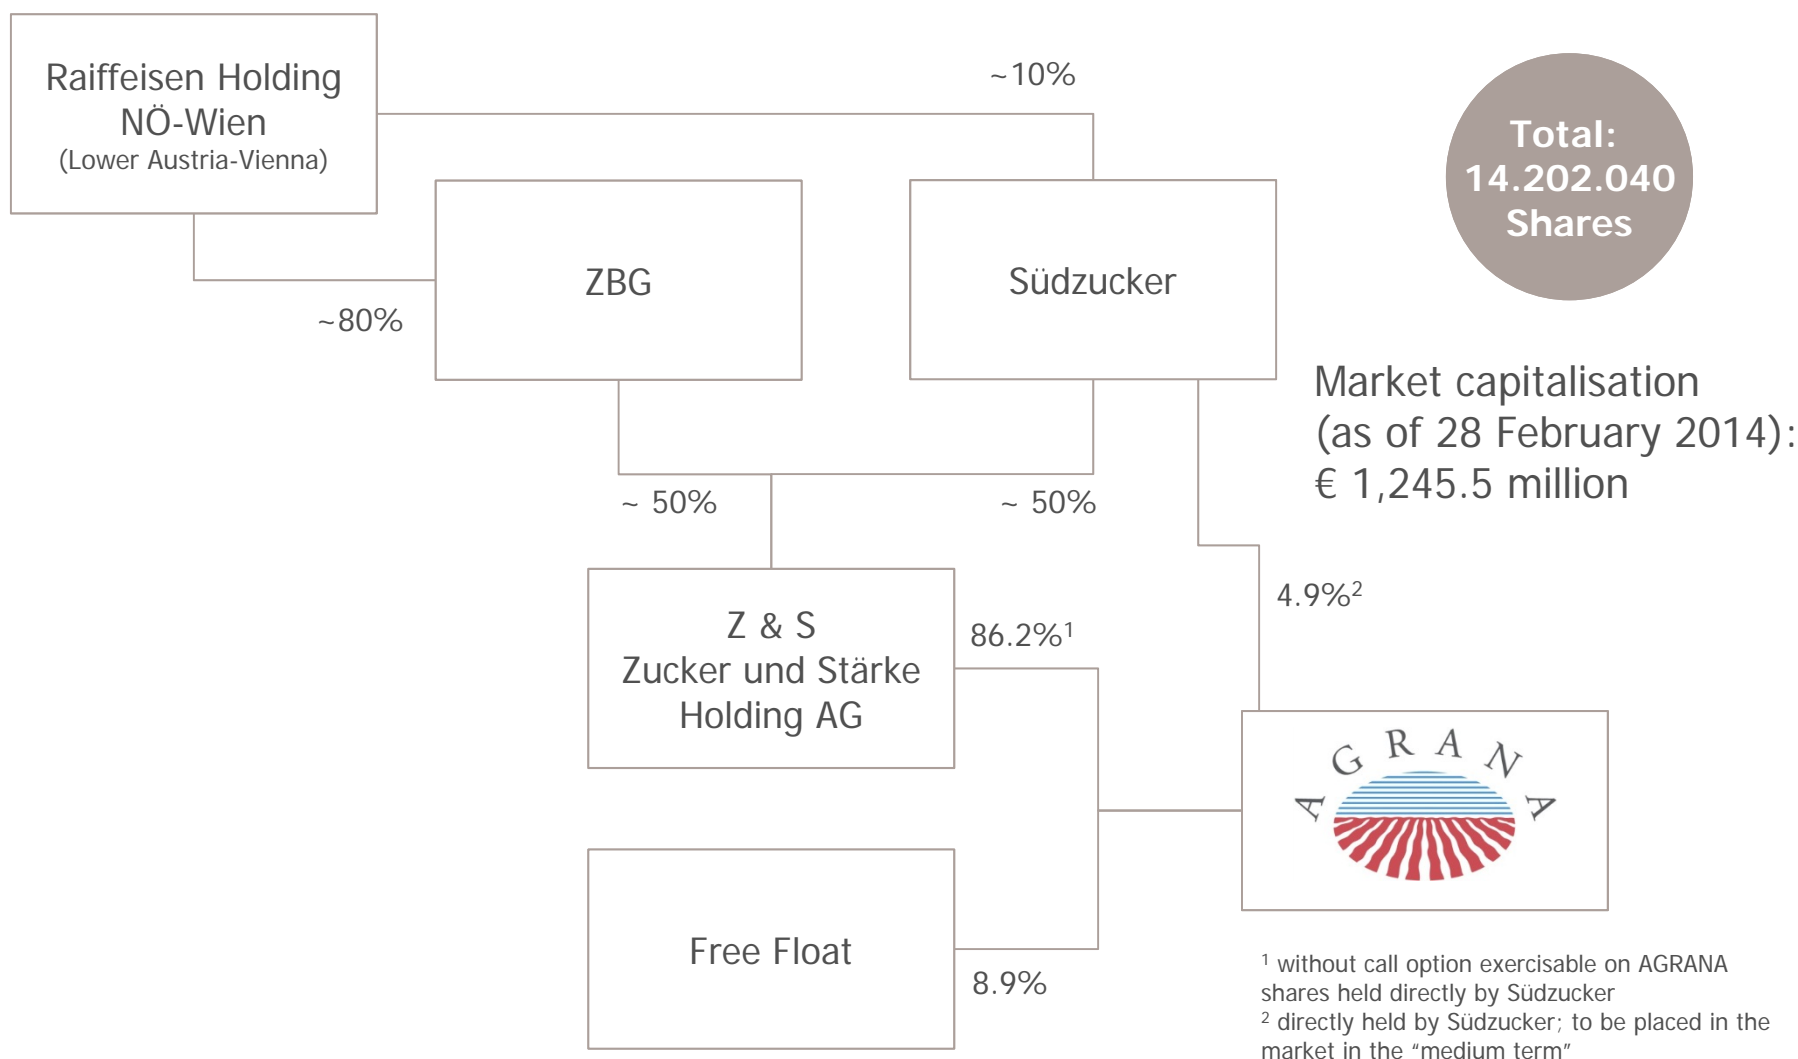 Raiffeisen Holding
NÖ-Wien
(Lower Austria-Vienna)
~10%
Total:
14.202.040
Shares
ZBG
Südzucker
~80%
Market capitalisation
(as of 28 February 2014):
€ 1,245.5 million
~ 50%
~ 50%
4.9%²
Z & S
Zucker und Stärke
Holding AG
86.2%¹
AGRANA
Free Float
8.9%
¹ without call option exercisable on AGRANA
shares held directly by Südzucker
² directly held by Südzucker; to be placed in the
market in the “medium term”